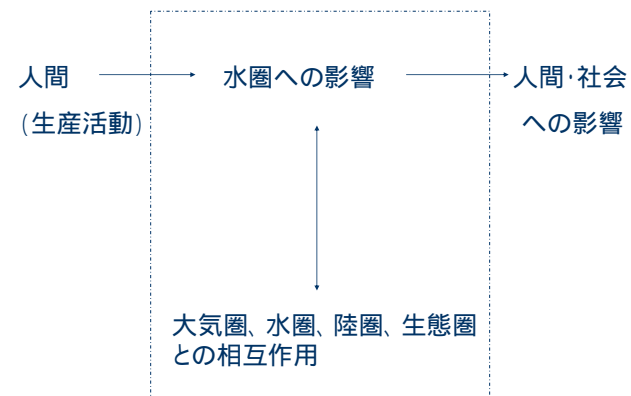 人間
(生産活動)
水圏への影響
人間･社会
への影響
大気圏、水圏、陸圏、生態圏
との相互作用